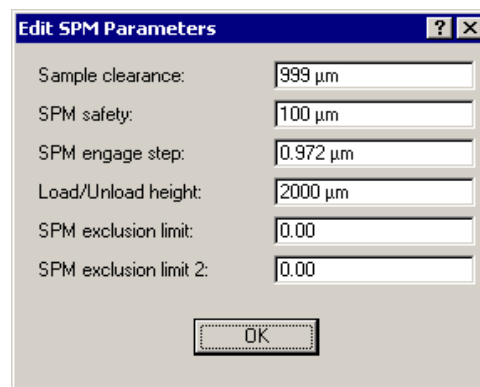 Edit SPM Parameters
Sample clearance: 999 µm
SPM safety: 100 µm
SPM engage step: 0.972 µm
Load/Unload height: 2000 µm
SPM exclusion limit: 0.00
SPM exclusion limit 2: 0.00
OK